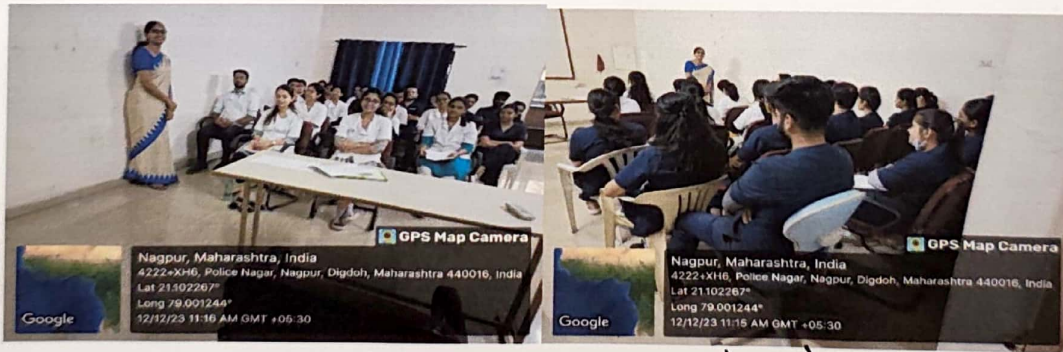 GPS Map Camera
Nagpur, Maharashtra, India
4222+XH6, Police Nagar, Nagpur, Digdoh, Maharashtra 440016, India
Lat 21.102267°
Long 79.001244°
12/12/23 11:16 AM GMT +05:30
Google
GPS Map Camera
Nagpur, Maharashtra, India
4222+XH6, Police Nagar, Nagpur, Digdoh, Maharashtra 440016, India
Lat 21.102267°
Long 79.001244°
12/12/23 11:15 AM GMT +05:30
Google